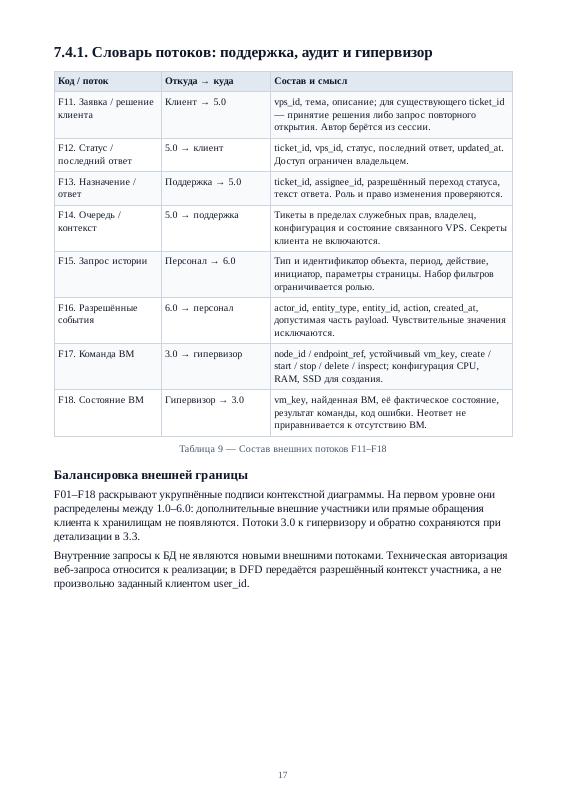 7.4.1. Словарь потоков: поддержка, аудит и гипервизор
Код / поток Откуда → куда Состав и смысл
F11. Заявка / решение клиента Клиент → 5.0 vps_id, тема, описание; для существующего ticket_id
— принятие решения либо запрос повторного
открытия. Автор берётся из сессии.
F12. Статус / последний ответ 5.0 → клиент ticket_id, vps_id, статус, последний ответ, updated_at.
Доступ ограничен владельцем.
F13. Назначение / ответ Поддержка → 5.0 ticket_id, assignee_id, разрешённый переход статуса,
текст ответа. Роль и право изменения проверяются.
F14. Очередь / контекст 5.0 → поддержка Тикеты в пределах служебных прав, владелец,
конфигурация и состояние связанного VPS. Секреты
клиента не включаются.
F15. Запрос истории Персонал → 6.0 Тип и идентификатор объекта, период, действие,
инициатор, параметры страницы. Набор фильтров
ограничивается ролью.
F16. Разрешённые события 6.0 → персонал actor_id, entity_type, entity_id, action, created_at,
допустимая часть payload. Чувствительные значения
исключаются.
F17. Команда ВМ 3.0 → гипервизор node_id / endpoint_ref, устойчивый vm_key, create /
start / stop / delete / inspect; конфигурация CPU,
RAM, SSD для создания.
F18. Состояние ВМ Гипервизор → 3.0 vm_key, найденная ВМ, её фактическое состояние,
результат команды, код ошибки. Неответ не
приравнивается к отсутствию ВМ.
Таблица 9 — Состав внешних потоков F11–F18
Балансировка внешней границы
F01–F18 раскрывают укрупнённые подписи контекстной диаграммы. На первом уровне они
распределены между 1.0–6.0: дополнительные внешние участники или прямые обращения
клиента к хранилищам не появляются. Потоки 3.0 к гипервизору и обратно сохраняются при
детализации в 3.3.
Внутренние запросы к БД не являются новыми внешними потоками. Техническая авторизация
веб-запроса относится к реализации; в DFD передаётся разрешённый контекст участника, а не
произвольно заданный клиентом user_id.
17